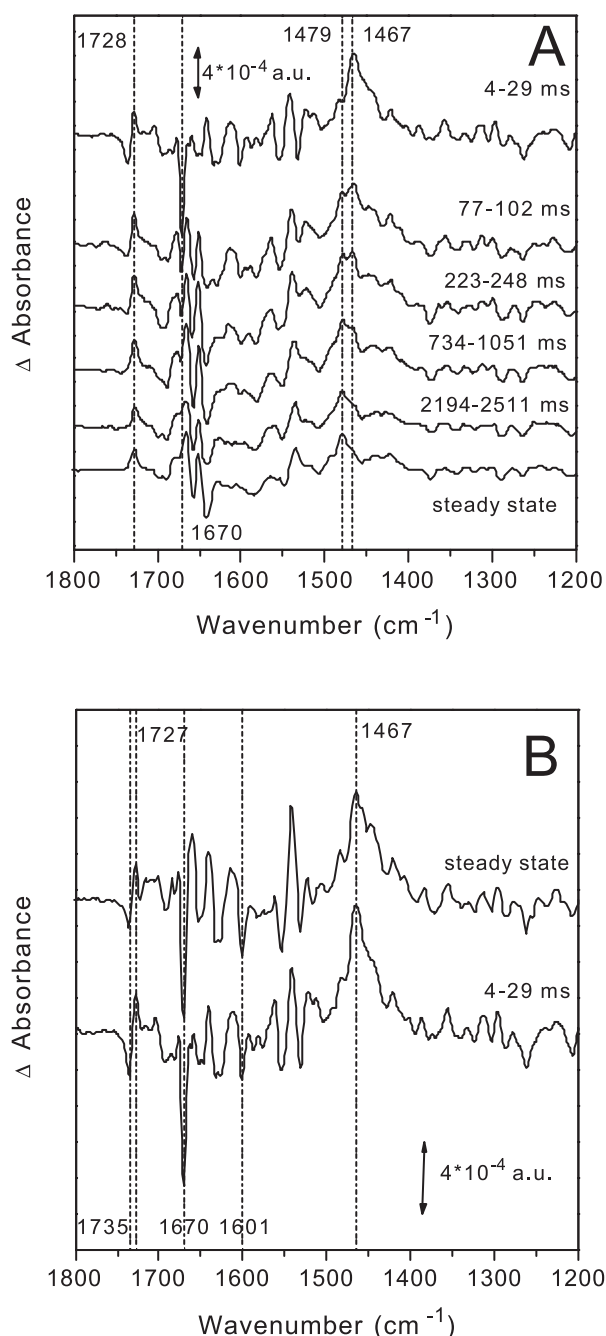 1728
1479
1467
A
4*10-4 a.u.
4-29 ms
77-102 ms
223-248 ms
734-1051 ms
2194-2511 ms
steady state
1670
Δ Absorbance
1800 1700 1600 1500 1400 1300 1200
Wavenumber (cm-1)
1727
1467
B
steady state
4-29 ms
4*10-4 a.u.
1735
1670
1601
Δ Absorbance
1800 1700 1600 1500 1400 1300 1200
Wavenumber (cm-1)